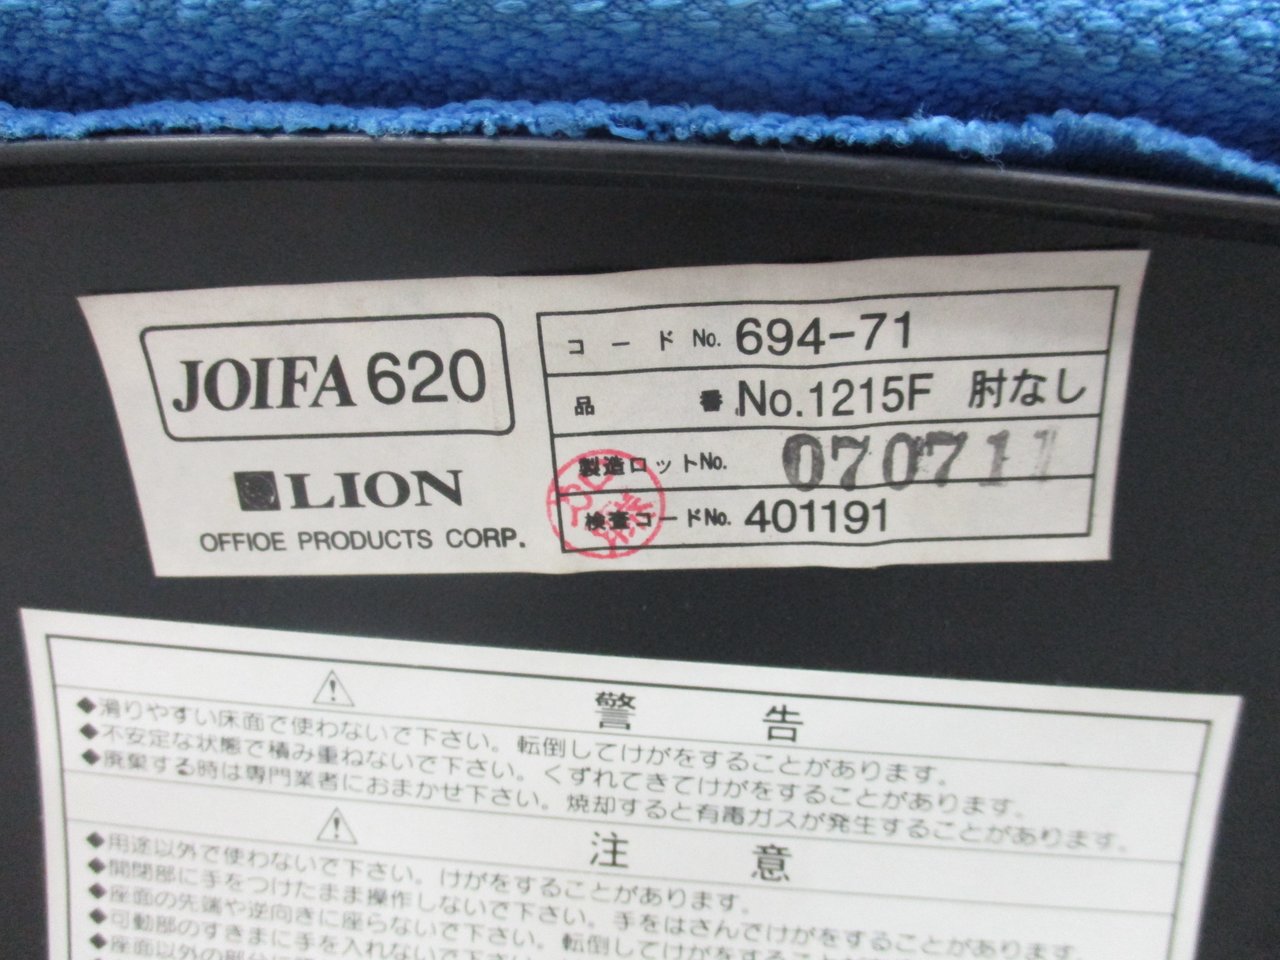 JOIFA 620
LION
OFFIOE PRODUCTS CORP.
コード No. 694-71
品番 No.1215F 肘なし
製造ロットNo. 070711
検査コードNo. 401191
警告
◆滑りやすい床面で使わないで下さい。転倒してけがをすることがあります。
◆不安定な状態で積み重ねないで下さい。くずれてきてけがをすることがあります。
◆廃棄する時は専門業者におまかせ下さい。焼却すると有毒ガスが発生することがあります。
注意
◆用途以外で使わないで下さい。けがをすることがあります。
◆開閉部に手をつけたまま操作しないで下さい。手をはさんでけがをすることがあります。
◆座面の先端や逆向きに座らないで下さい。転倒してけがをすることがあります。
◆可動部のすきまに手を入れないで下さい
◆座面以外の部分に